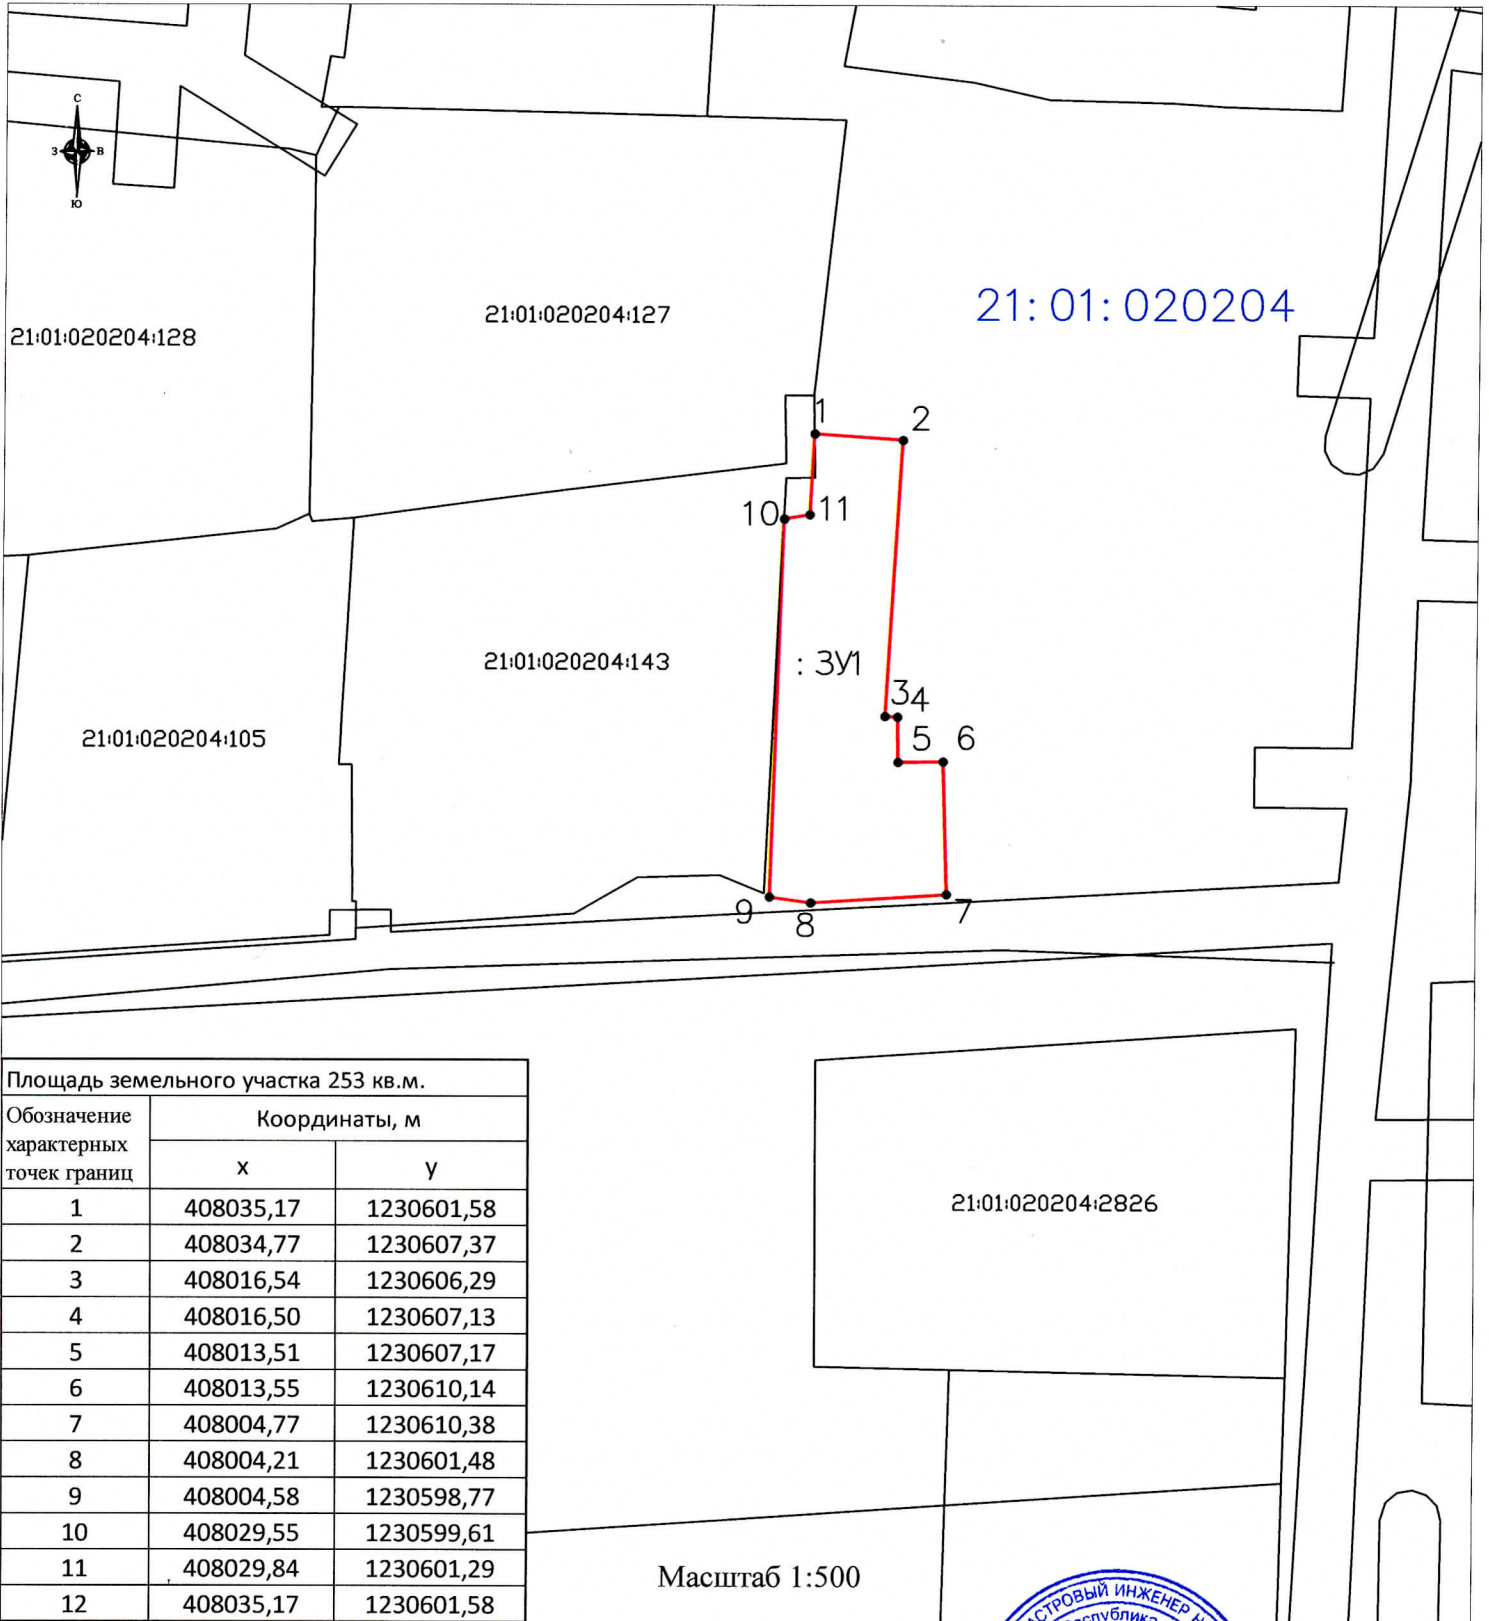 С
З В
Ю
21:01:020204:128
21:01:020204:127
21:01:020204
1
2
10
11
21:01:020204:143
: ЗУ1
3
4
21:01:020204:105
5
6
9
8
7
Площадь земельного участка 253 кв.м.
Обозначение характерных точек границ
Координаты, м
х у
1 408035,17 1230601,58
2 408034,77 1230607,37
3 408016,54 1230606,29
4 408016,50 1230607,13
5 408013,51 1230607,17
6 408013,55 1230610,14
7 408004,77 1230610,38
8 408004,21 1230601,48
9 408004,58 1230598,77
10 408029,55 1230599,61
11 408029,84 1230601,29
12 408035,17 1230601,58
21:01:020204:2826
Масштаб 1:500
ИНЖЕНЕР